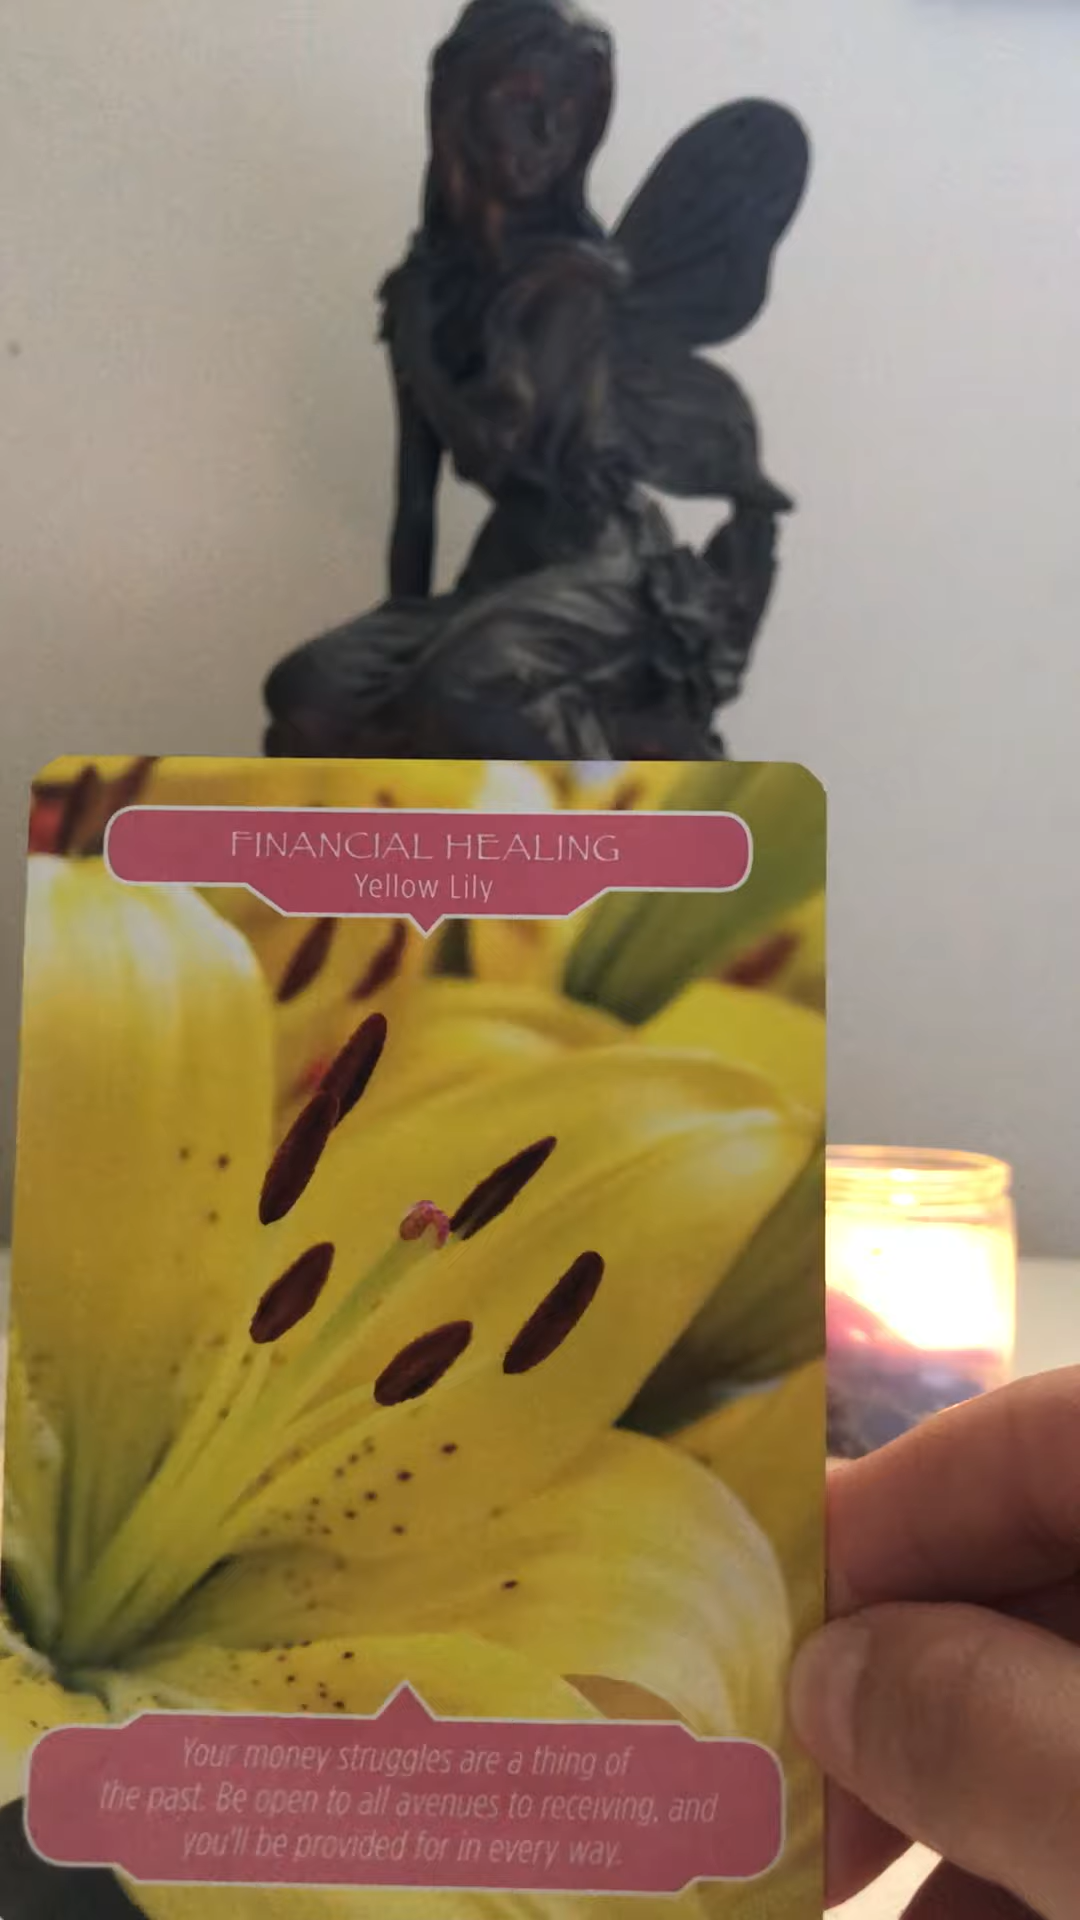 FINANCIAL HEALING
Yellow Lily
Your money struggles are a thing of
the past. Be open to all avenues to receiving, and
you'll be provided for in every way.